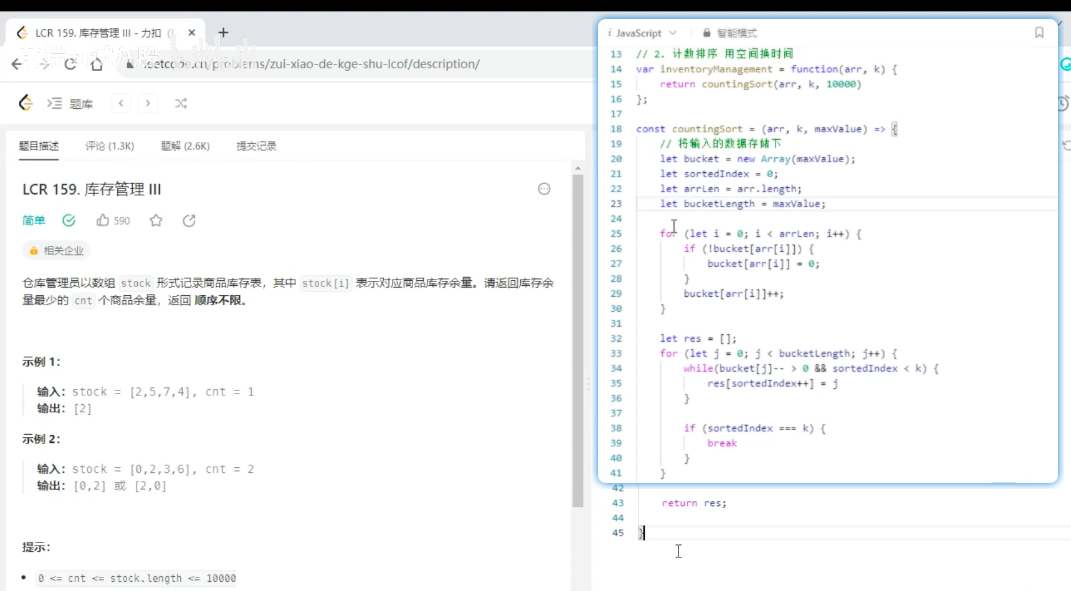 LCR 159. 库存管理 III - 力扣 (
leetcode.cn/problems/zui-xiao-de-kge-shu-lcof/description/
题库
题目描述 评论 (1.3K) 题解 (2.6K) 提交记录
LCR 159. 库存管理 III
简单 590
相关企业
仓库管理员以数组 stock 形式记录商品库存表，其中 stock[i] 表示对应商品库存余量。请返回库存余
量最少的 cnt 个商品余量，返回 顺序不限。
示例 1：
输入：stock = [2,5,7,4], cnt = 1
输出：[2]
示例 2：
输入：stock = [0,2,3,6], cnt = 2
输出：[0,2] 或 [2,0]
提示：
0 <= cnt <= stock.length <= 10000
i JavaScript 智能模式
13 // 2. 计数排序 用空间换时间
14 var inventoryManagement = function(arr, k) {
15 return countingSort(arr, k, 10000)
16 };
17
18 const countingSort = (arr, k, maxValue) => {
19 // 将输入的数据存储下
20 let bucket = new Array(maxValue);
21 let sortedIndex = 0;
22 let arrLen = arr.length;
23 let bucketLength = maxValue;
24
25 for (let i = 0; i < arrLen; i++) {
26 if (!bucket[arr[i]]) {
27 bucket[arr[i]] = 0;
28 }
29 bucket[arr[i]]++;
30 }
31
32 let res = [];
33 for (let j = 0; j < bucketLength; j++) {
34 while(bucket[j]-- > 0 && sortedIndex < k) {
35 res[sortedIndex++] = j
36 }
37
38 if (sortedIndex === k) {
39 break
40 }
41 }
42
43 return res;
44
45 }